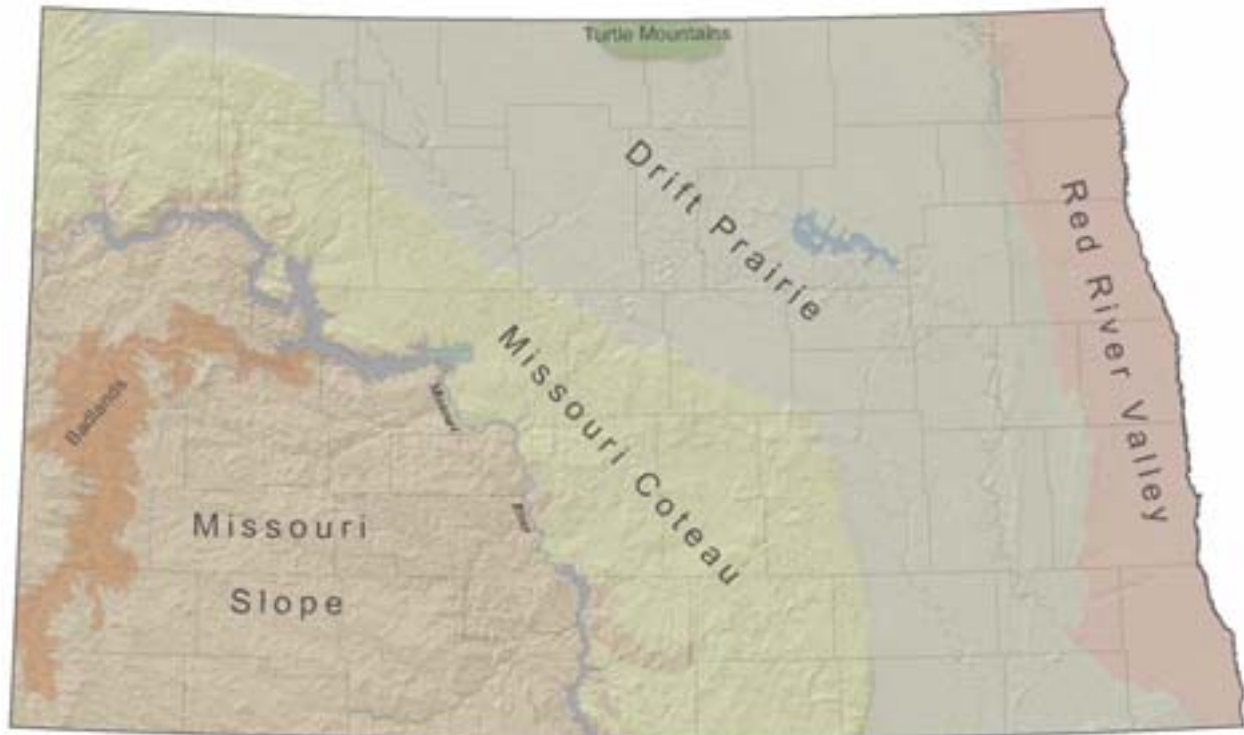 Turtle Mountains
Drift Prairie
Red River Valley
Missouri Coteau
Badlands
Missouri
River
Missouri
Slope